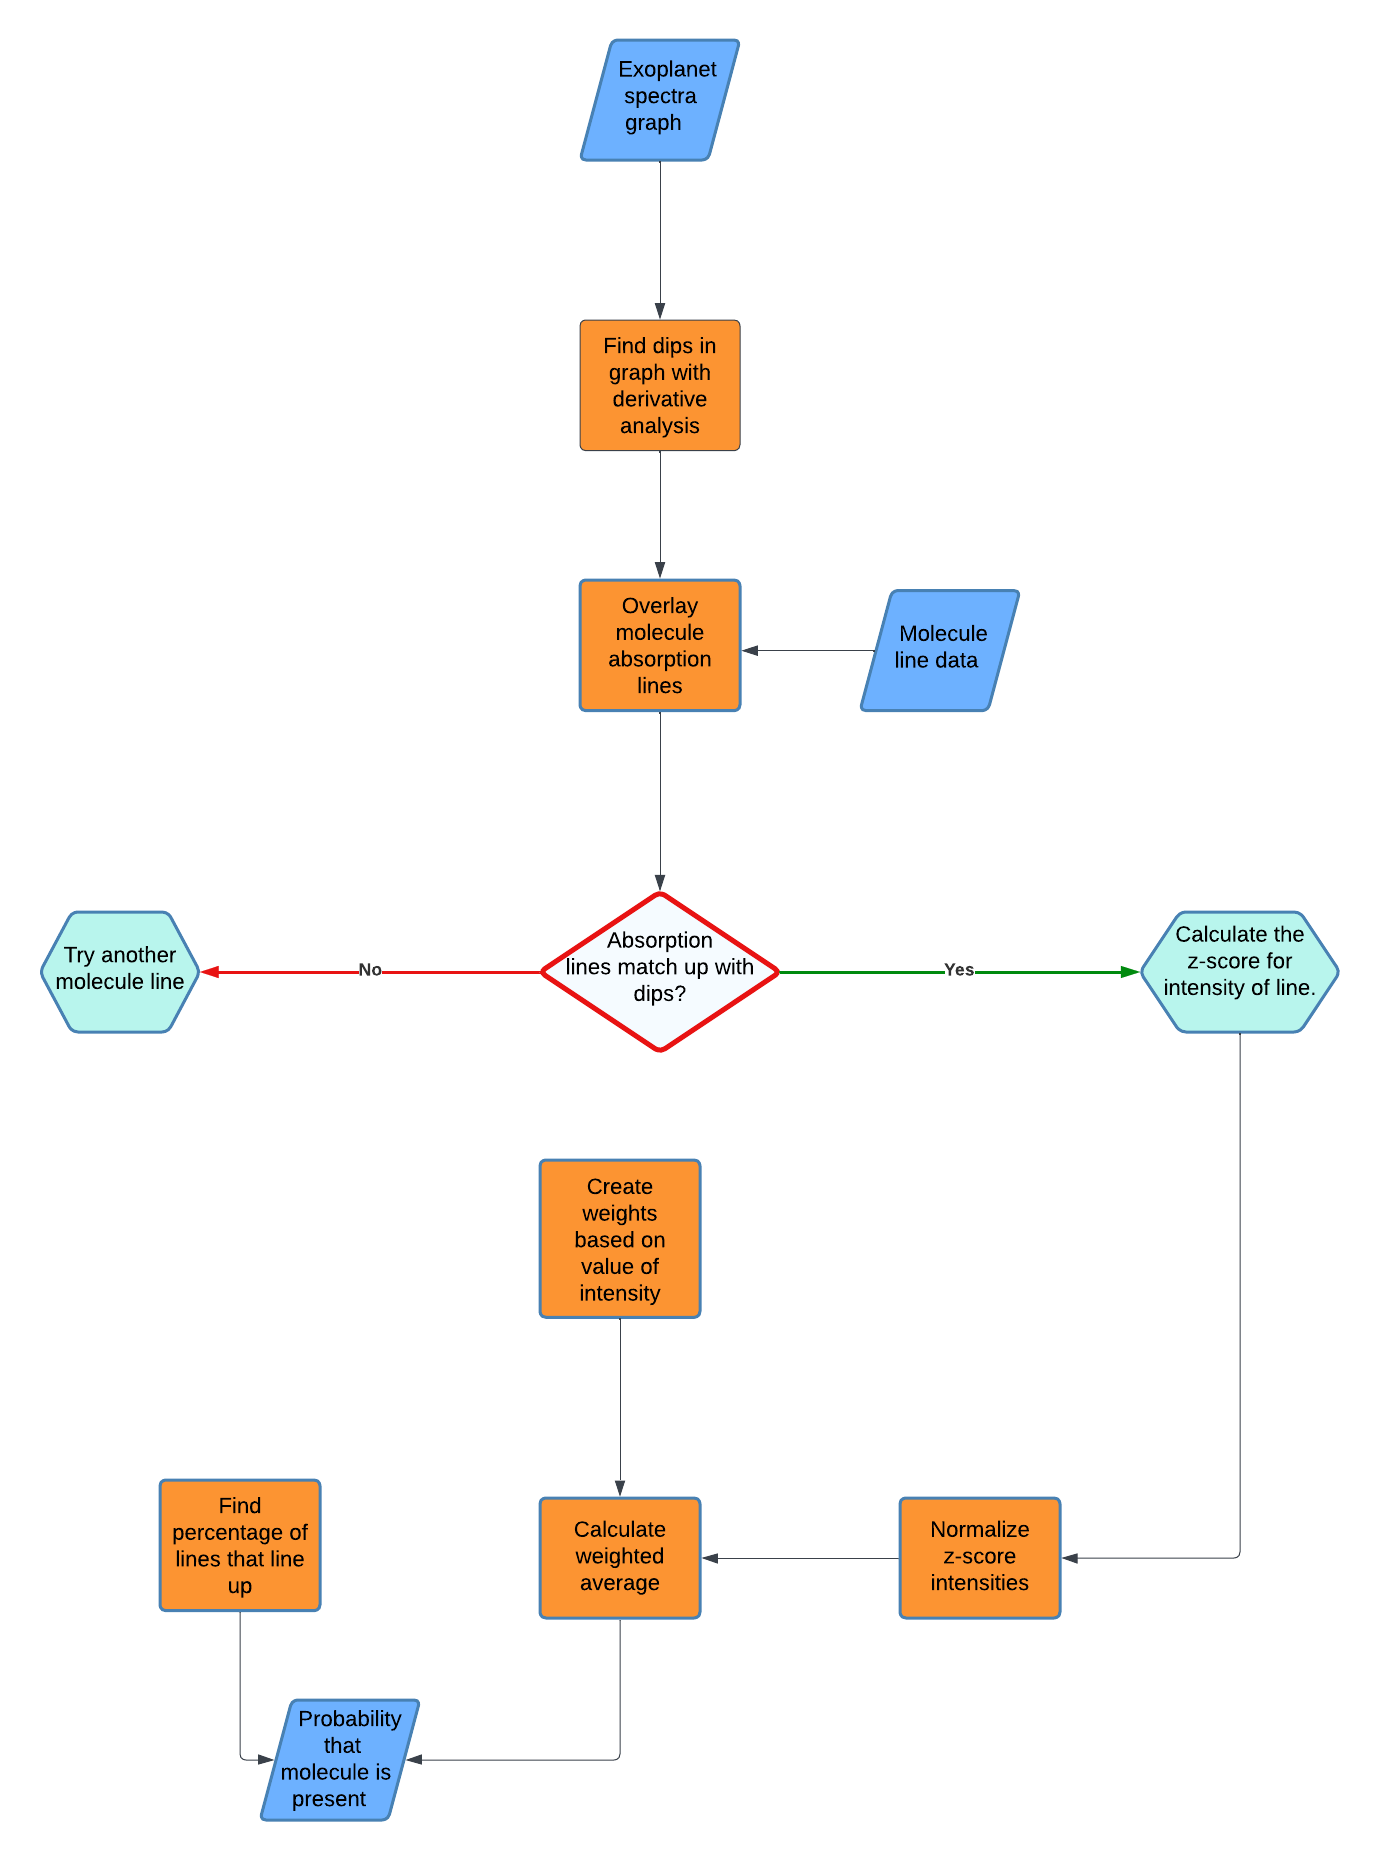 Exoplanet
spectra
graph
Find dips in
graph with
derivative
analysis
Overlay
molecule
absorption
lines
Molecule
line data
Absorption
lines match up with
dips?
No
Yes
Try another
molecule line
Calculate the
z-score for
intensity of line.
Create
weights
based on
value of
intensity
Find
percentage of
lines that line
up
Calculate
weighted
average
Normalize
z-score
intensities
Probability
that
molecule is
present